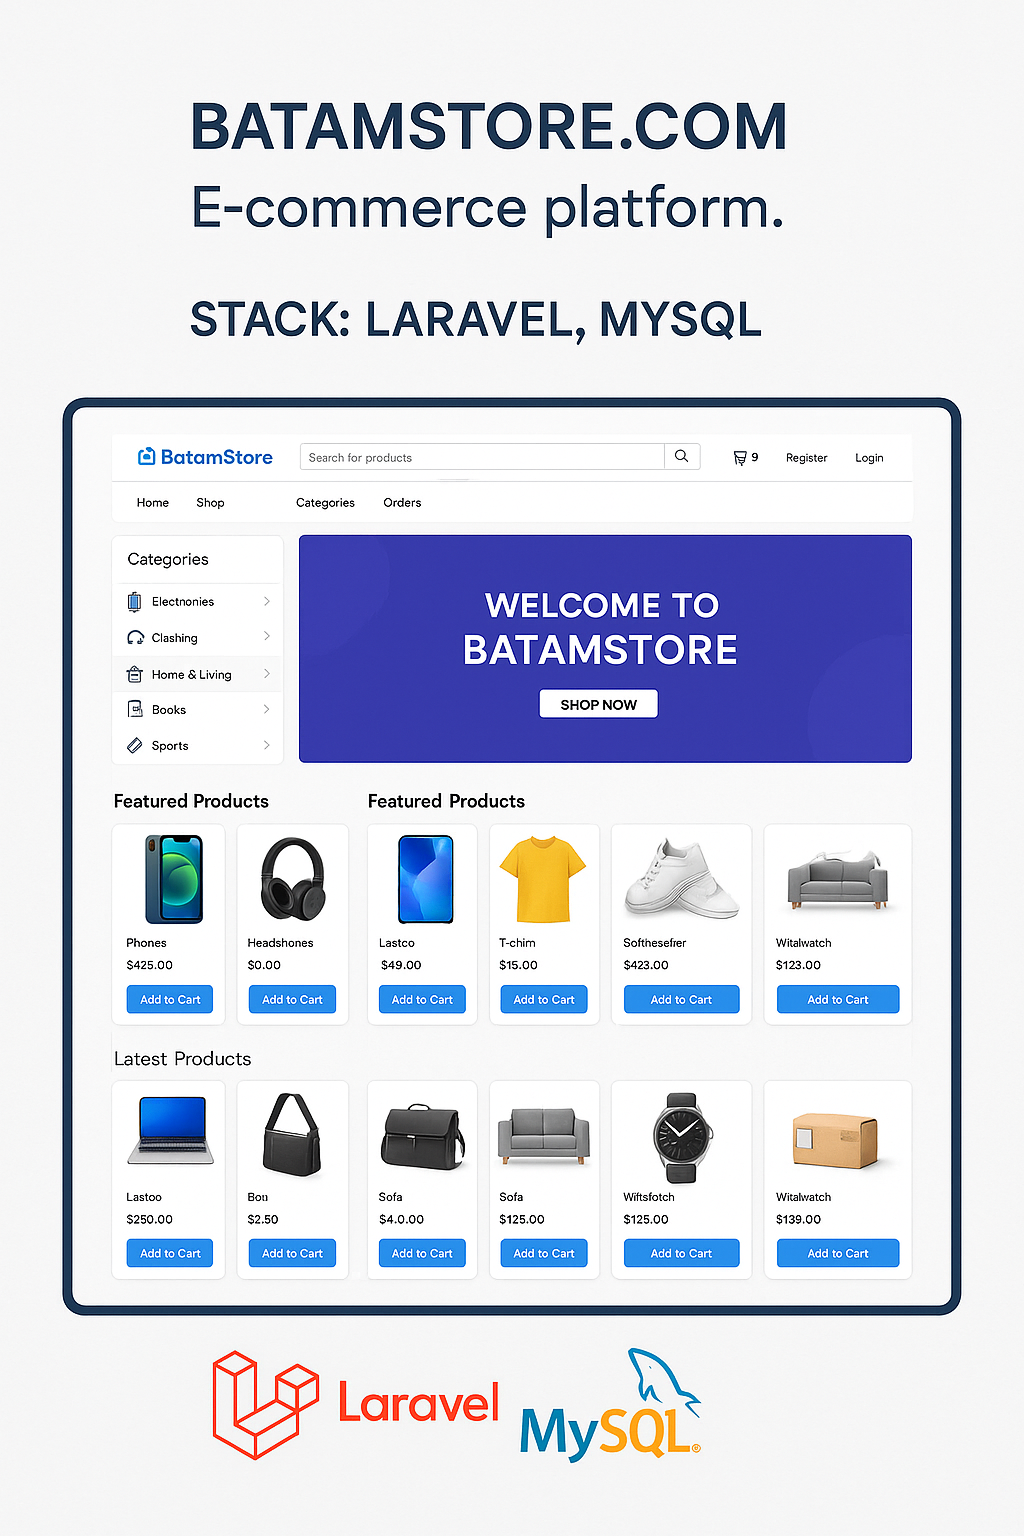 BATAMSTORE.COM
E-commerce platform.
STACK: LARAVEL, MYSQL
BatamStore
Search for products
9
Register
Login
Home
Shop
Categories
Orders
Categories
Electnonies
Clashing
Home & Living
Books
Sports
WELCOME TO
BATAMSTORE
SHOP NOW
Featured Products
Featured Products
Phones
$425.00
Add to Cart
Headshones
$0.00
Add to Cart
Lastco
$49.00
Add to Cart
T-chim
$15.00
Add to Cart
Softhesefrer
$423.00
Add to Cart
Witalwatch
$123.00
Add to Cart
Latest Products
Lastoo
$250.00
Add to Cart
Bou
$2.50
Add to Cart
Sofa
$4.0.00
Add to Cart
Sofa
$125.00
Add to Cart
Wiftsfotch
$125.00
Add to Cart
Witalwatch
$139.00
Add to Cart
Laravel
MySQL®